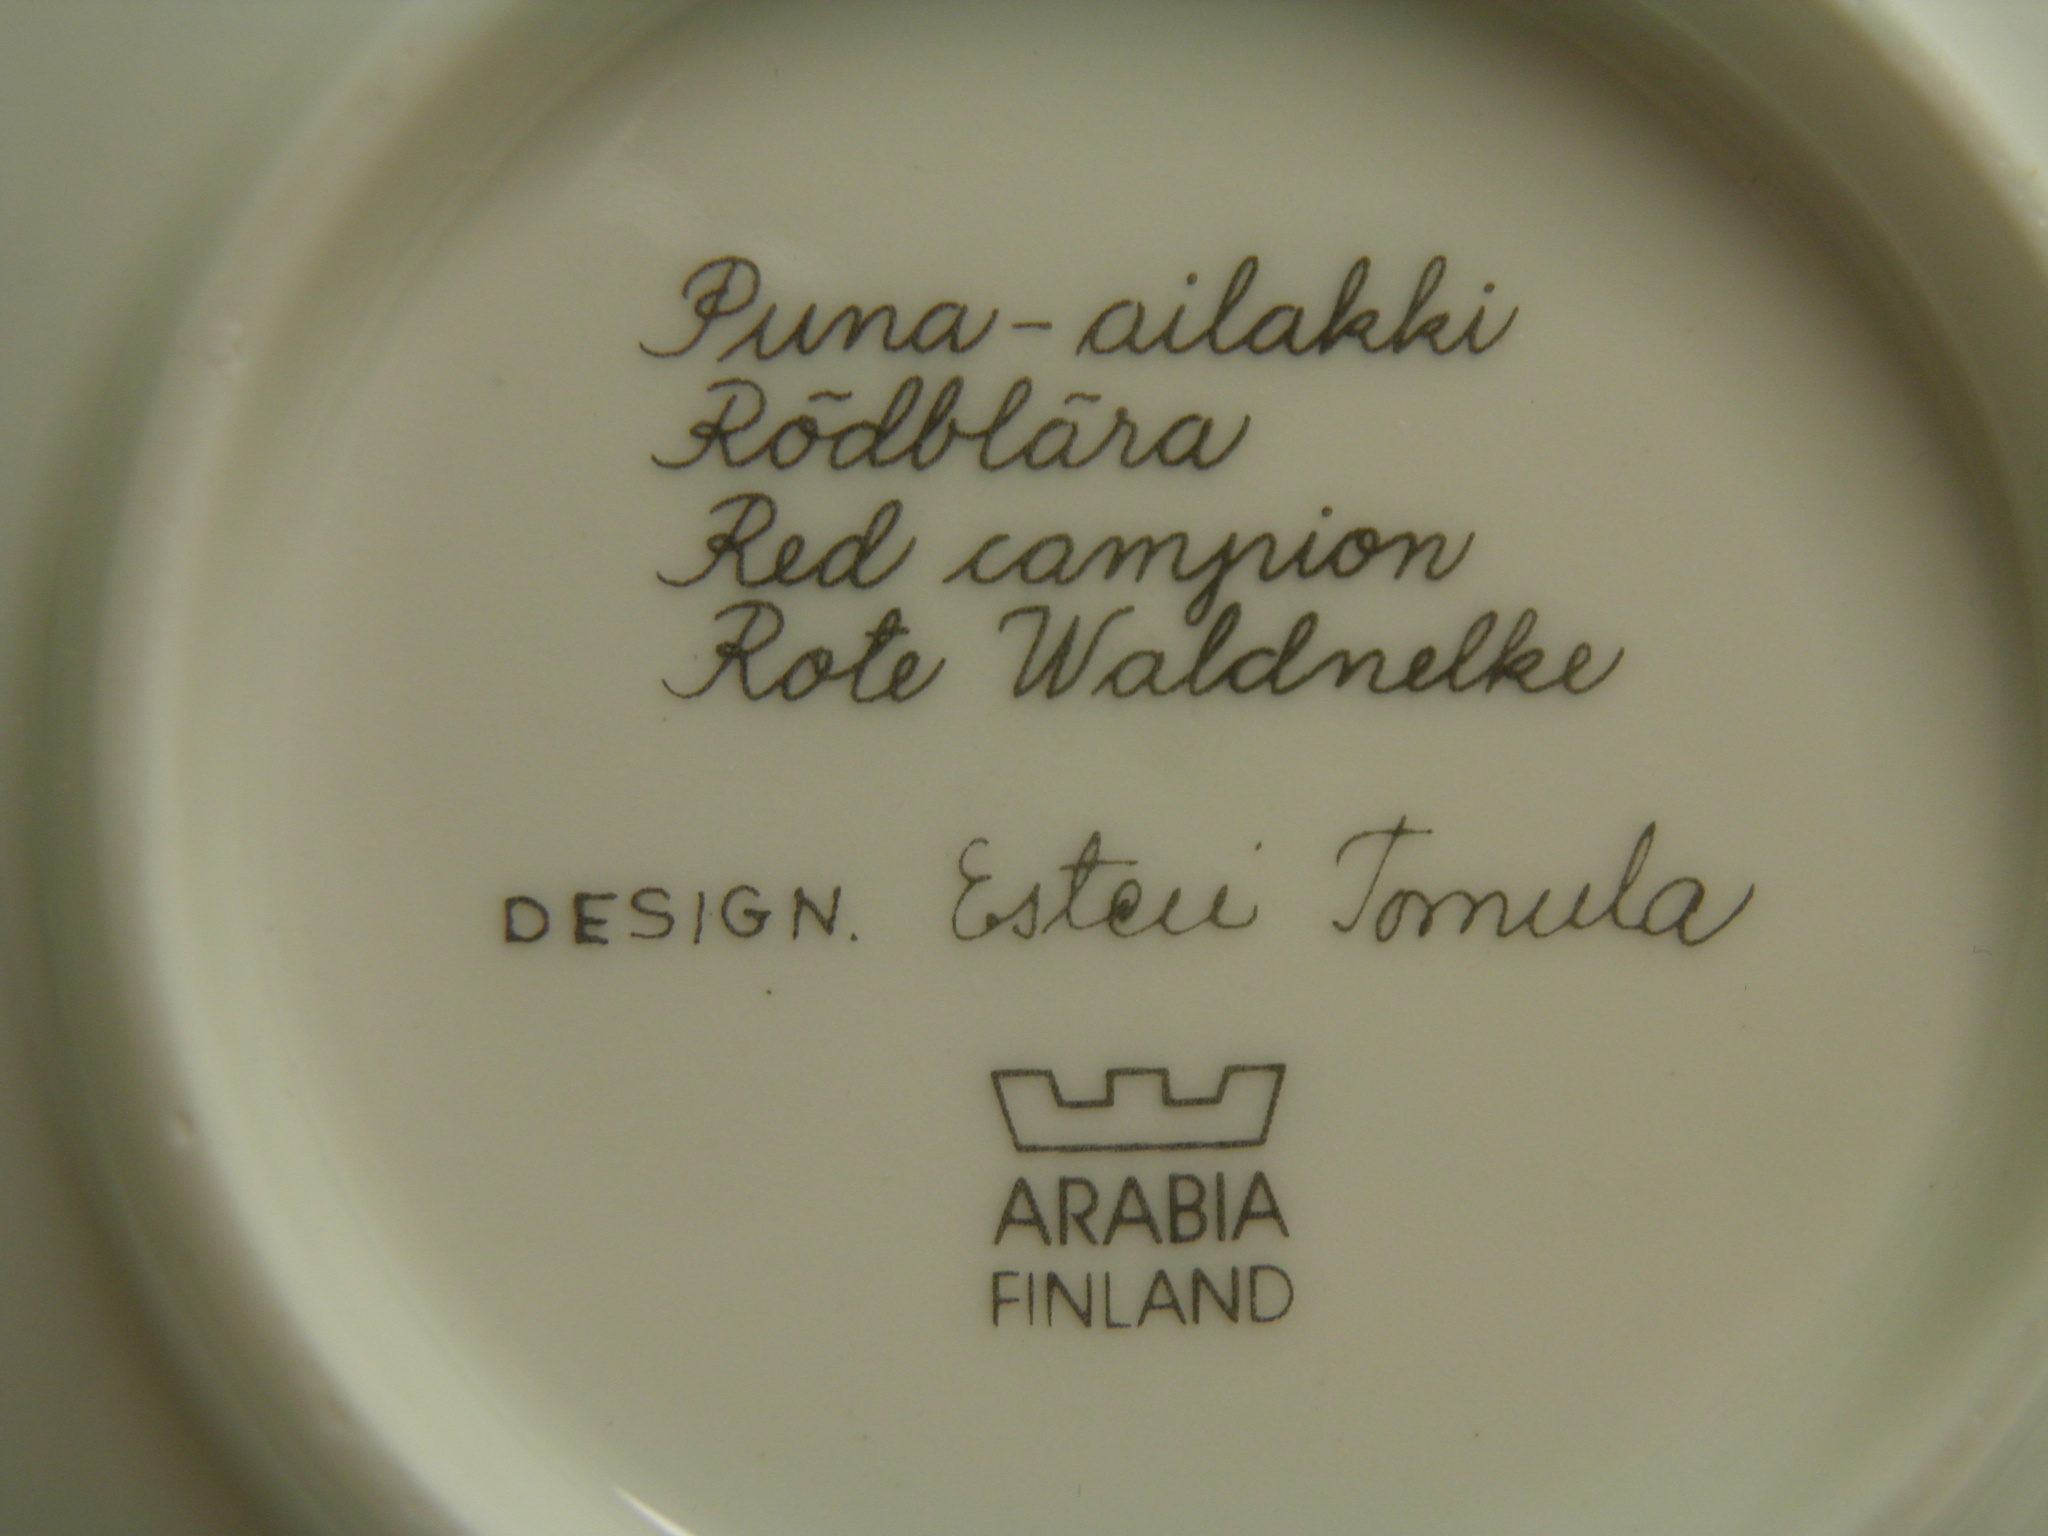 Puna-ailakki
Rödblära
Red campion
Rote Waldnelke
DESIGN. Esteri Tomula
ARABIA
FINLAND